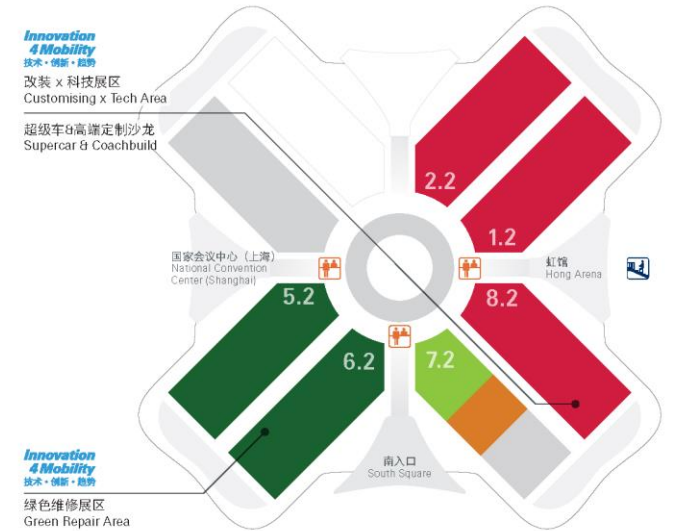 Innovation
4 Mobility
技术・创新・趋势
改装 x 科技展区
Customising x Tech Area
超级车&高端定制沙龙
Supercar & Coachbuild
2.2
1.2
国家会议中心（上海）
National Convention
Center (Shanghai)
虹馆
Hong Arena
5.2
8.2
6.2
7.2
南入口
South Square
Innovation
4 Mobility
技术・创新・趋势
绿色维修展区
Green Repair Area